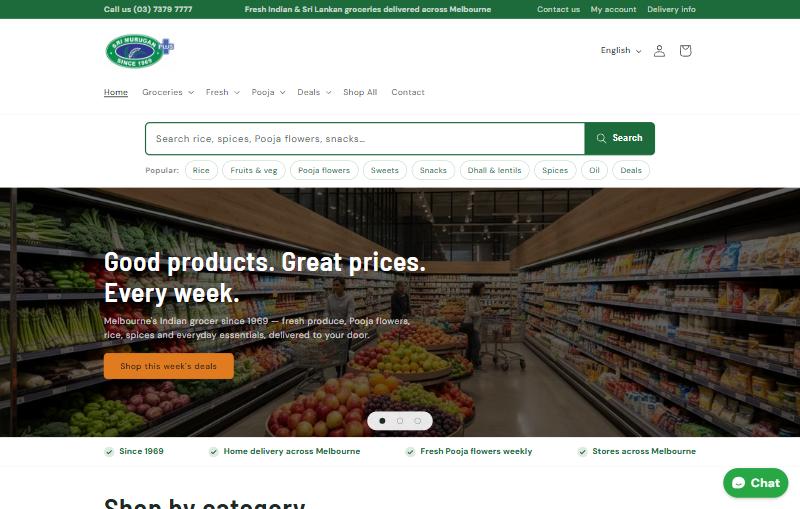 Call us (03) 7379 7777
Fresh Indian & Sri Lankan groceries delivered across Melbourne
Contact us
My account
Delivery info
SRI MURUGAN
PLUS
SINCE 1969
English
Home
Groceries
Fresh
Pooja
Deals
Shop All
Contact
Search rice, spices, Pooja flowers, snacks...
Search
Popular:
Rice
Fruits & veg
Pooja flowers
Sweets
Snacks
Dhall & lentils
Spices
Oil
Deals
Good products. Great prices.
Every week.
Melbourne's Indian grocer since 1969 — fresh produce, Pooja flowers,
rice, spices and everyday essentials, delivered to your door.
Shop this week's deals
Since 1969
Home delivery across Melbourne
Fresh Pooja flowers weekly
Stores across Melbourne
Chat
Shop by category